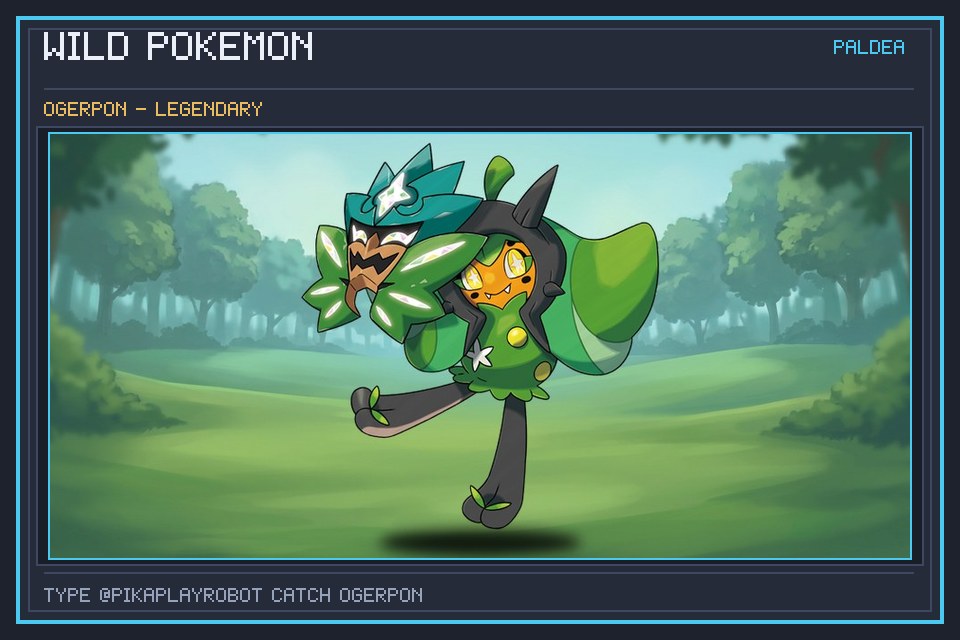 WILD POKEMON
PALDEA
OGERPON - LEGENDARY
TYPE @PIKAPLAYROBOT CATCH OGERPON